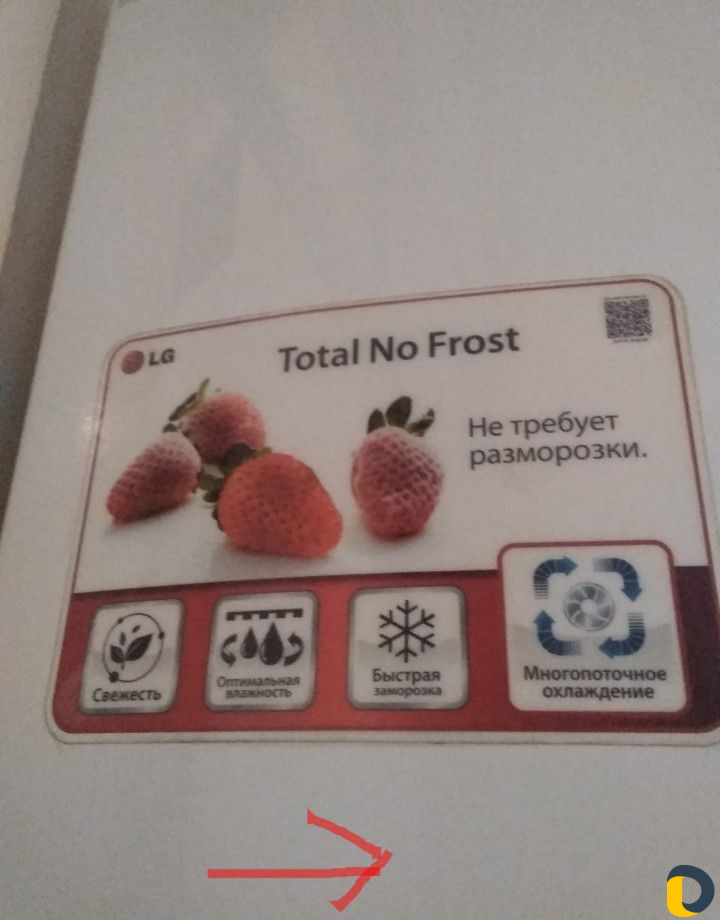 LG
Total No Frost
Не требует
разморозки.
Свежесть
Оптимальная
влажность
Быстрая
заморозка
Многопоточное
охлаждение